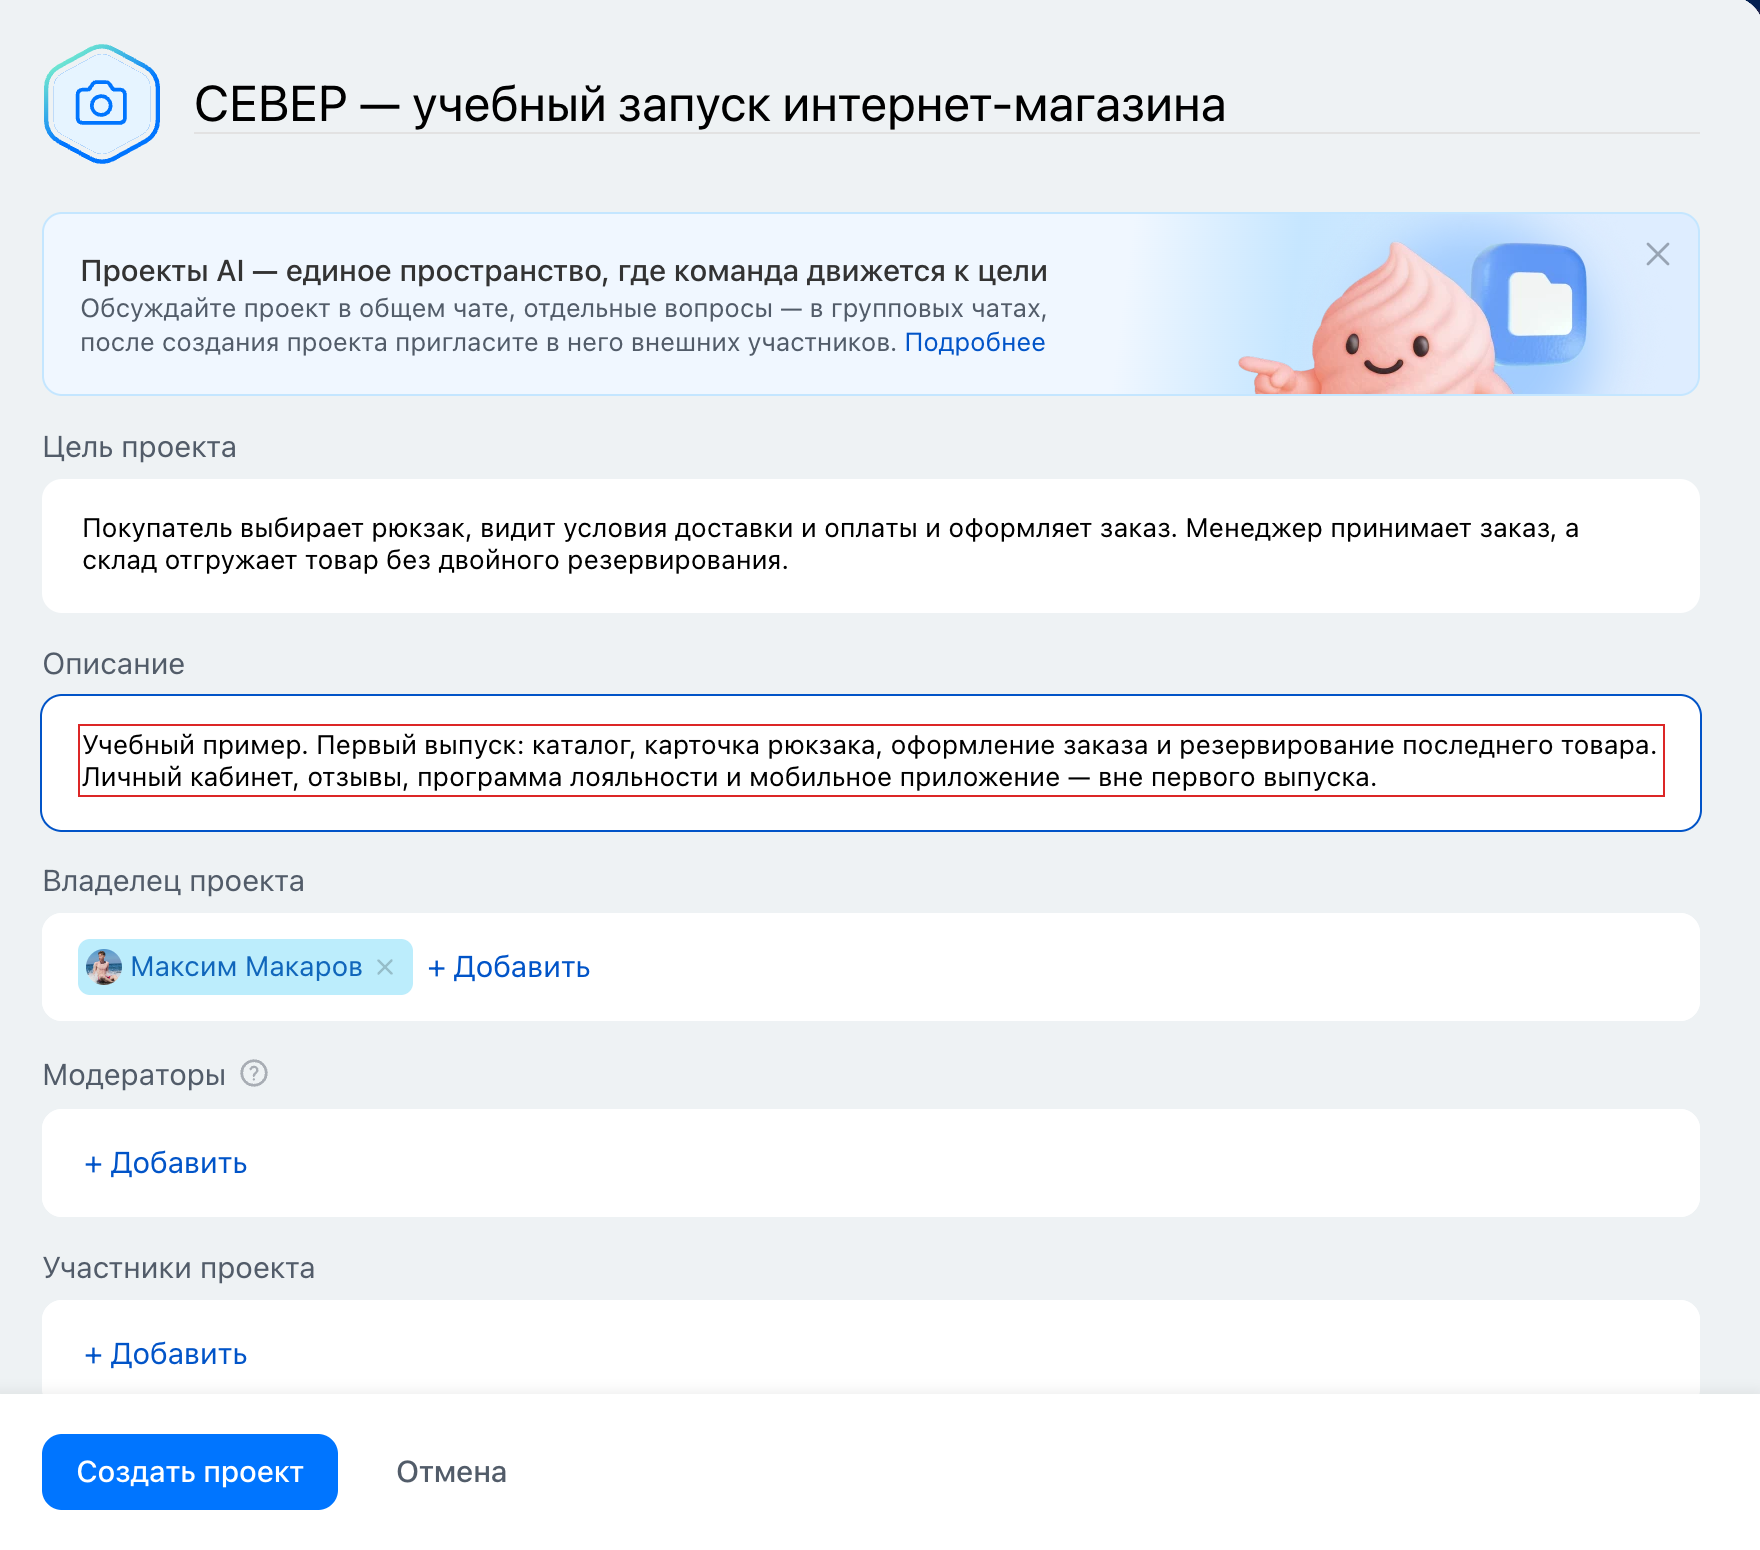 СЕВЕР — учебный запуск интернет-магазина
Проекты AI — единое пространство, где команда движется к цели
Обсуждайте проект в общем чате, отдельные вопросы — в групповых чатах,
после создания проекта пригласите в него внешних участников. Подробнее
Цель проекта
Покупатель выбирает рюкзак, видит условия доставки и оплаты и оформляет заказ. Менеджер принимает заказ, а
склад отгружает товар без двойного резервирования.
Описание
Учебный пример. Первый выпуск: каталог, карточка рюкзака, оформление заказа и резервирование последнего товара.
Личный кабинет, отзывы, программа лояльности и мобильное приложение — вне первого выпуска.
Владелец проекта
Максим Макаров + Добавить
Модераторы ?
+ Добавить
Участники проекта
+ Добавить
Создать проект Отмена